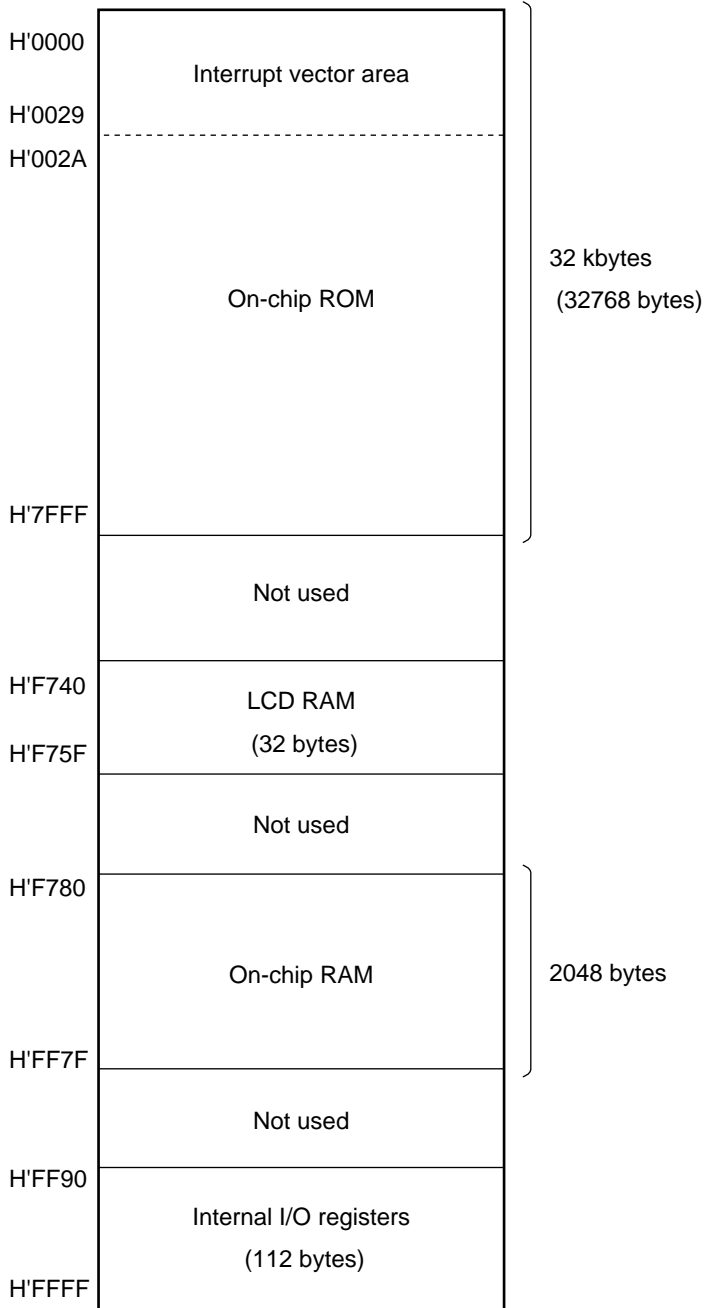 H'0000
Interrupt vector area
H'0029
H'002A
On-chip ROM
32 kbytes
(32768 bytes)
H'7FFF
Not used
H'F740
LCD RAM
(32 bytes)
H'F75F
Not used
H'F780
On-chip RAM
2048 bytes
H'FF7F
Not used
H'FF90
Internal I/O registers
(112 bytes)
H'FFFF